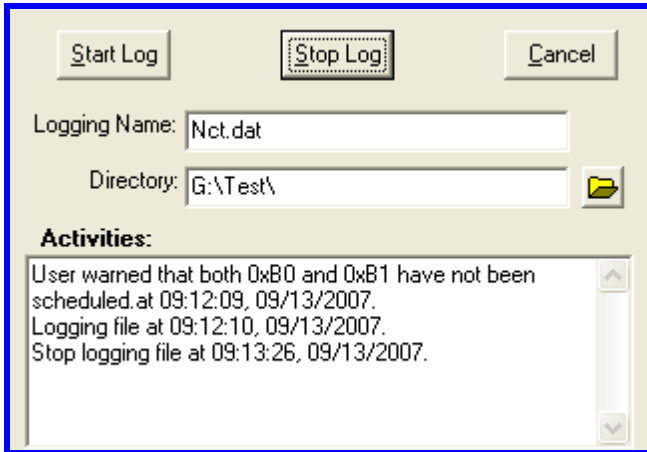 Start Log Stop Log Cancel
Logging Name: Nct.dat
Directory: G:\Test\
Activities:
User warned that both 0xB0 and 0xB1 have not been
scheduled.at 09:12:09, 09/13/2007.
Logging file at 09:12:10, 09/13/2007.
Stop logging file at 09:13:26, 09/13/2007.